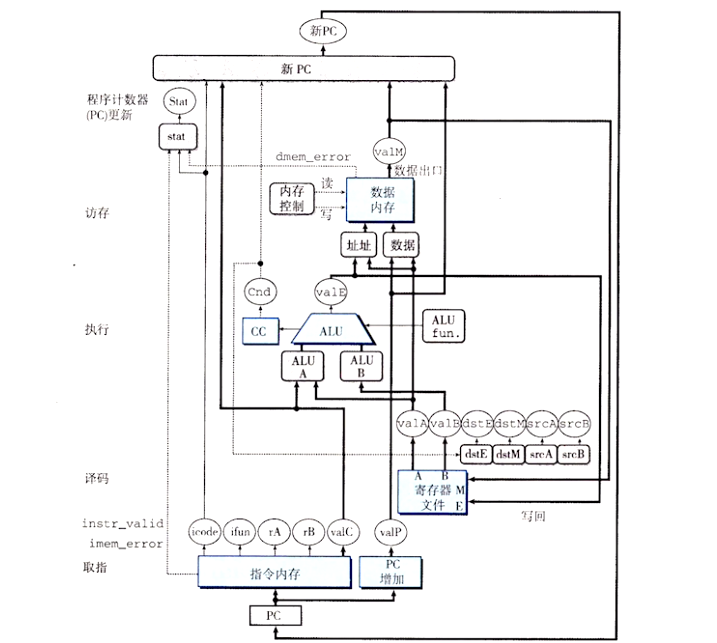 新PC
新 PC
程序计数器
(PC)更新
Stat
stat
dmem_error
valM
数据出口
内存
控制
读
写
数据
内存
访存
址址
数据
Cnd
valE
执行
CC
ALU
ALU
fun.
ALU
A
ALU
B
valA
valB
dstE
dstM
srcA
srcB
dstE
dstM
srcA
srcB
译码
A
B
寄存器
M
文件
E
写回
instr_valid
imem_error
icode
ifun
rA
rB
valC
valP
取指
指令内存
PC
增加
PC